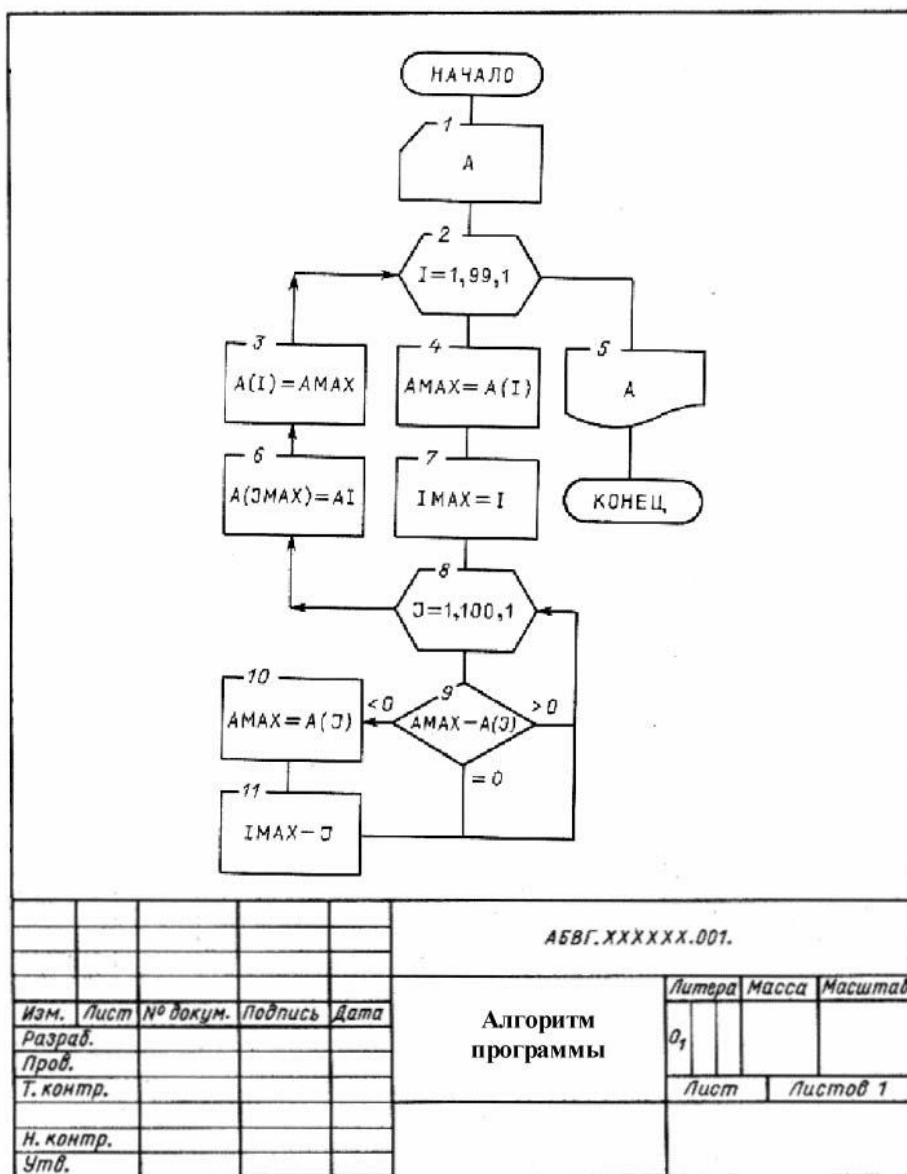 НАЧАЛО
1
A
2
I=1,99,1
3
A(I)=AMAX
4
AMAX=A(I)
5
A
6
A(JMAX)=AI
7
IMAX=I
КОНЕЦ
8
J=1,100,1
9
AMAX-A(J)
<0
>0
=0
10
AMAX=A(J)
11
IMAX-J
АБВГ.XXXXXX.001.
Литера Масса Масштаб
Изм. Лист № докум. Подпись Дата
Алгоритм
программы
О₁
Разраб.
Пров.
Т. контр.
Лист Листов 1
Н. контр.
Утв.